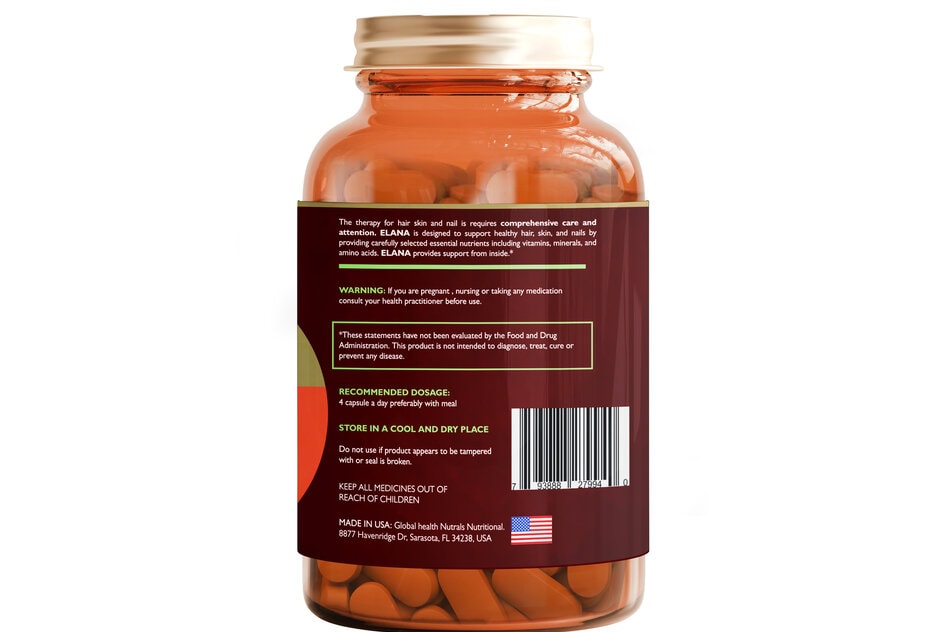 The therapy for hair skin and nail is requires comprehensive care and
attention. ELANA is designed to support healthy hair, skin, and nails by
providing carefully selected essential nutrients including vitamins, minerals, and
amino acids. ELANA provides support from inside.*
WARNING: If you are pregnant , nursing or taking any medication
consult your health practitioner before use.
*These statements have not been evaluated by the Food and Drug
Administration. This product is not intended to diagnose, treat, cure or
prevent any disease.
RECOMMENDED DOSAGE:
4 capsule a day preferably with meal
STORE IN A COOL AND DRY PLACE
Do not use if product appears to be tampered
with or seal is broken.
KEEP ALL MEDICINES OUT OF
REACH OF CHILDREN
7 93888 27994 0
MADE IN USA: Global health Nutrals Nutritional.
8877 Havenridge Dr, Sarasota, FL 34238, USA